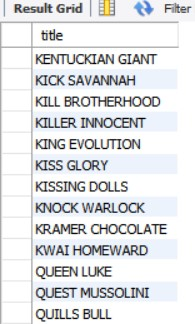 Result Grid Filter
title
KENTUCKIAN GIANT
KICK SAVANNAH
KILL BROTHERHOOD
KILLER INNOCENT
KING EVOLUTION
KISS GLORY
KISSING DOLLS
KNOCK WARLOCK
KRAMER CHOCOLATE
KWAI HOMEWARD
QUEEN LUKE
QUEST MUSSOLINI
QUILLS BULL